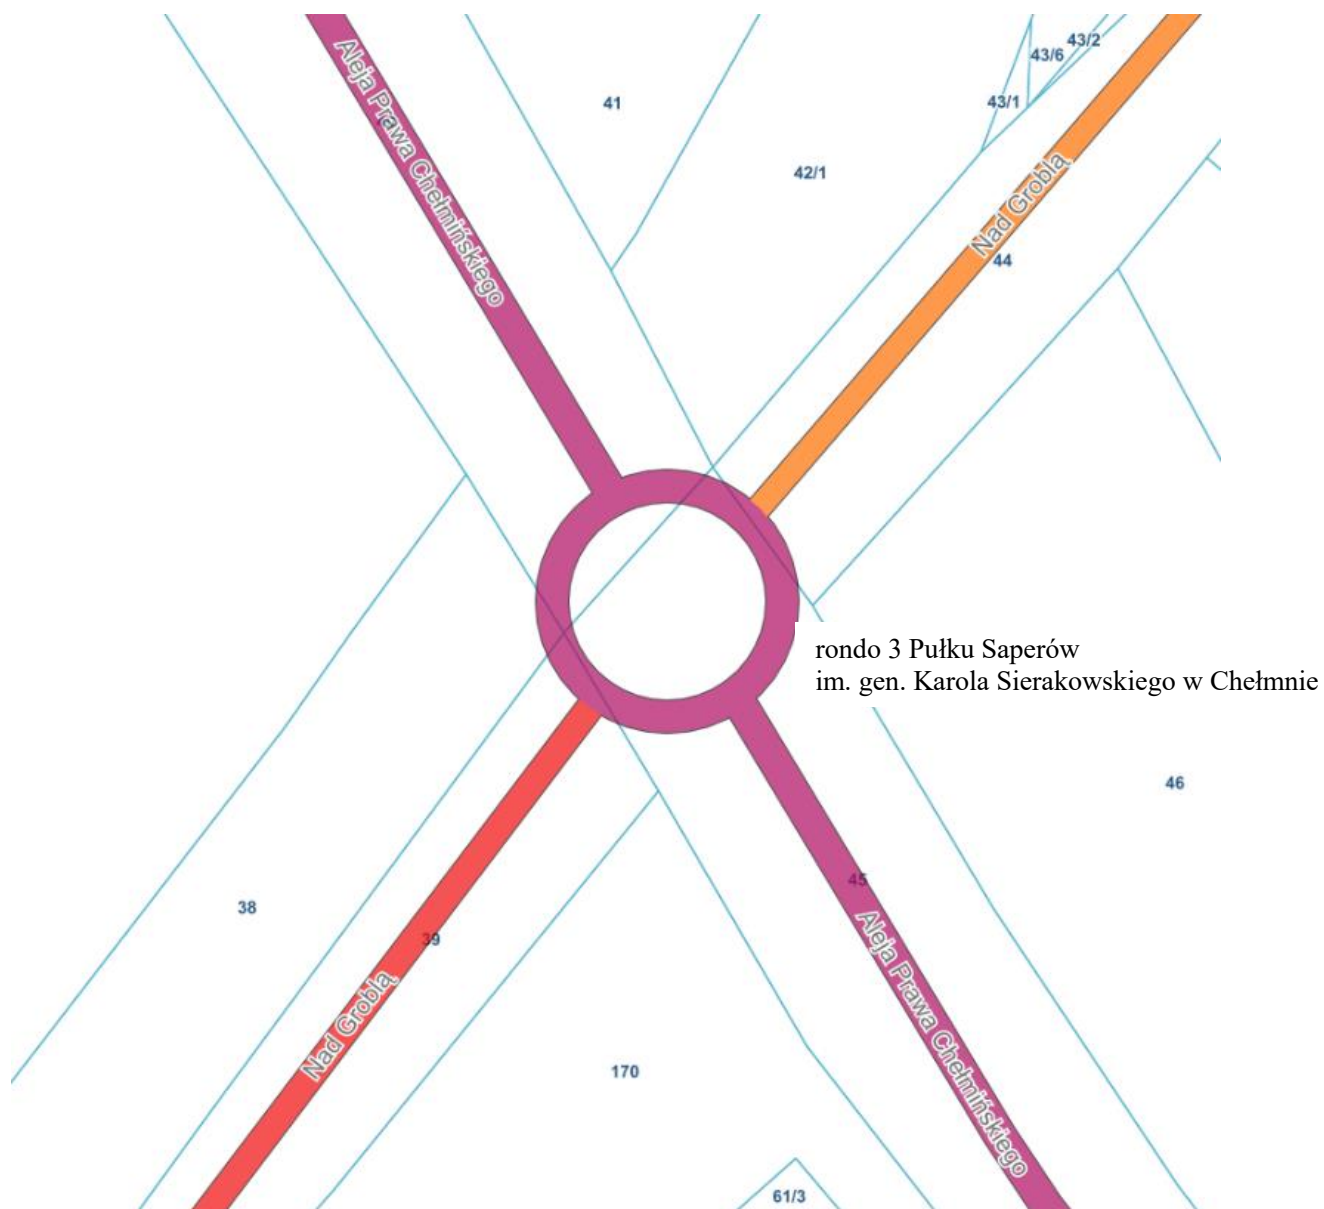 43/2
43/6
43/1
41
Aleja Prawa Chełmińskiego
42/1
Nad Groblą
44
rondo 3 Pułku Saperów
im. gen. Karola Sierakowskiego w Chełmnie
46
45
38
39
Aleja Prawa Chełmińskiego
Nad Groblą
170
61/3